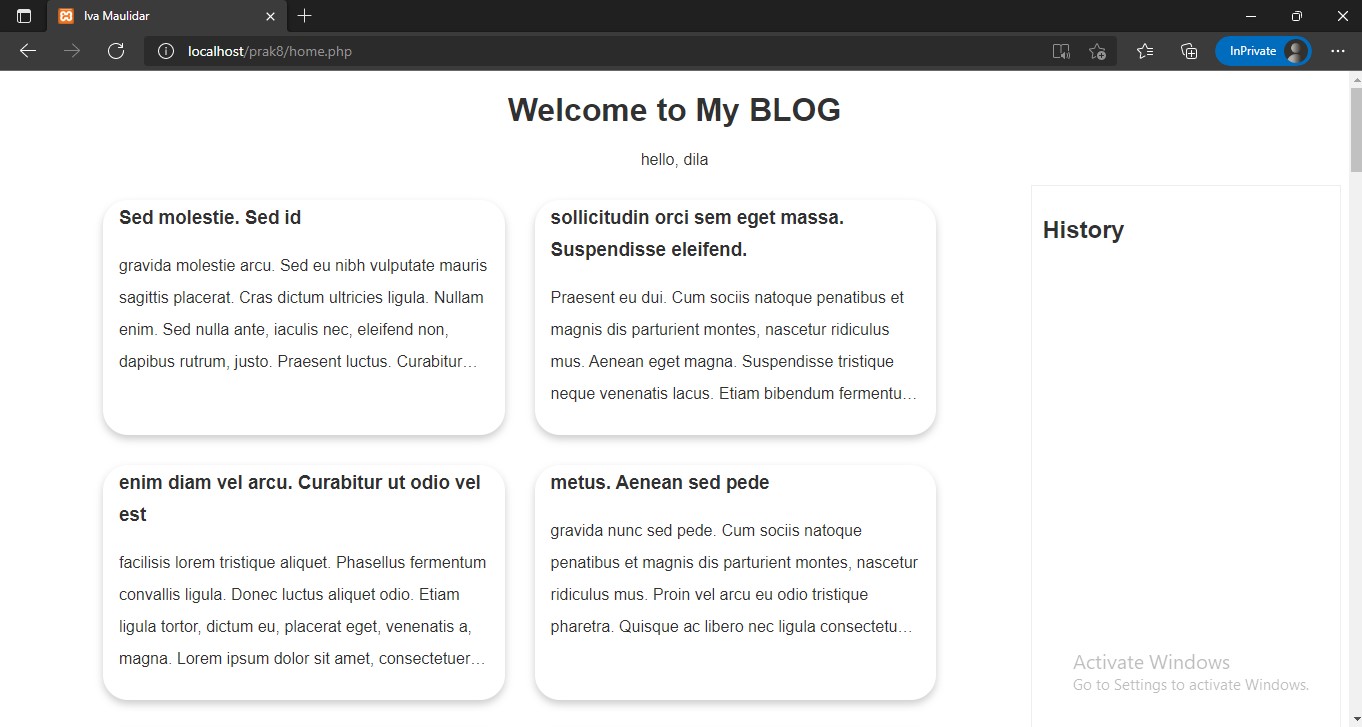 Iva Maulidar
localhost/prak8/home.php
InPrivate
Welcome to My BLOG
hello, dila
Sed molestie. Sed id
gravida molestie arcu. Sed eu nibh vulputate mauris
sagittis placerat. Cras dictum ultricies ligula. Nullam
enim. Sed nulla ante, iaculis nec, eleifend non,
dapibus rutrum, justo. Praesent luctus. Curabitur...
sollicitudin orci sem eget massa.
Suspendisse eleifend.
Praesent eu dui. Cum sociis natoque penatibus et
magnis dis parturient montes, nascetur ridiculus
mus. Aenean eget magna. Suspendisse tristique
neque venenatis lacus. Etiam bibendum fermentu...
enim diam vel arcu. Curabitur ut odio vel
est
facilisis lorem tristique aliquet. Phasellus fermentum
convallis ligula. Donec luctus aliquet odio. Etiam
ligula tortor, dictum eu, placerat eget, venenatis a,
magna. Lorem ipsum dolor sit amet, consectetuer...
metus. Aenean sed pede
gravida nunc sed pede. Cum sociis natoque
penatibus et magnis dis parturient montes, nascetur
ridiculus mus. Proin vel arcu eu odio tristique
pharetra. Quisque ac libero nec ligula consectetu...
History
Activate Windows
Go to Settings to activate Windows.